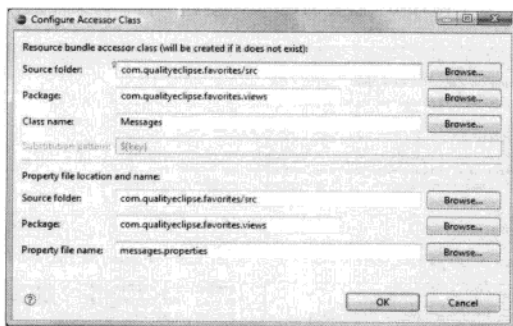 Configure Accessor Class
Resource bundle accessor class (will be created if it does not exist):
Source folder: com.qualityeclipse.favorites/src Browse...
Package: com.qualityeclipse.favorites.views Browse...
Class name: Messages Browse...
Substitution pattern: ${key}
Property file location and name:
Source folder: com.qualityeclipse.favorites/src Browse...
Package: com.qualityeclipse.favorites.views Browse...
Property file name: messages.properties Browse...
? OK Cancel